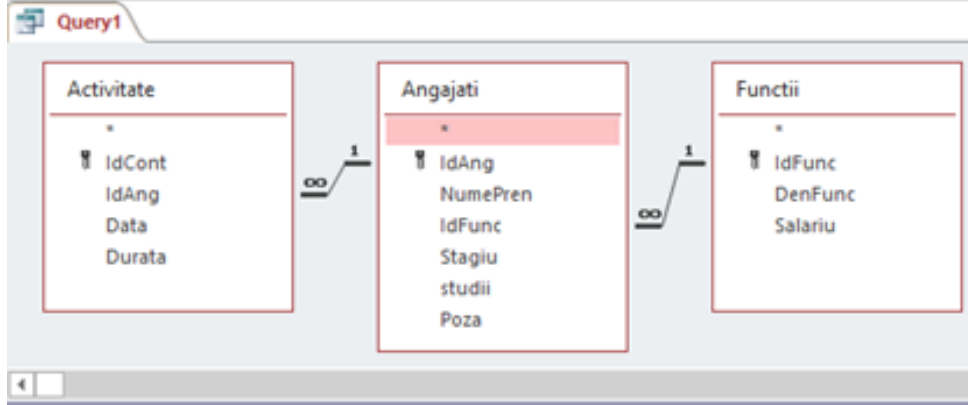 Query1
Activitate
*
IdCont
IdAng
Data
Durata
∞
1
Angajati
*
IdAng
NumePren
IdFunc
Stagiu
studii
Poza
∞
1
Functii
*
IdFunc
DenFunc
Salariu